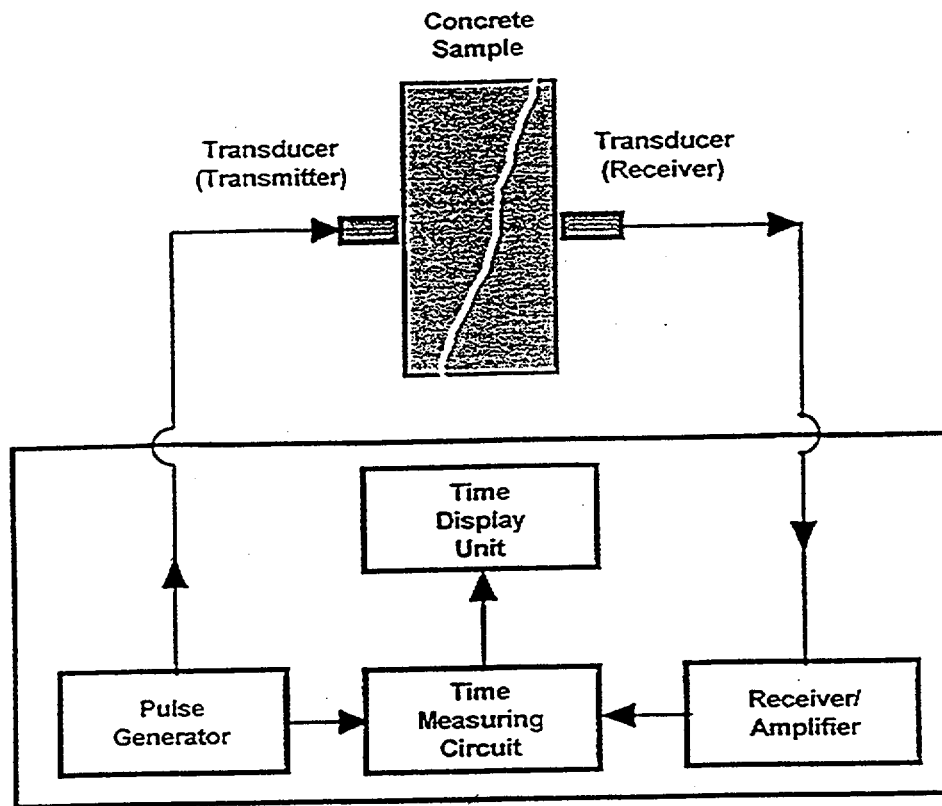 Concrete
Sample
Transducer
(Transmitter)
Transducer
(Receiver)
Time
Display
Unit
Pulse
Generator
Time
Measuring
Circuit
Receiver/
Amplifier